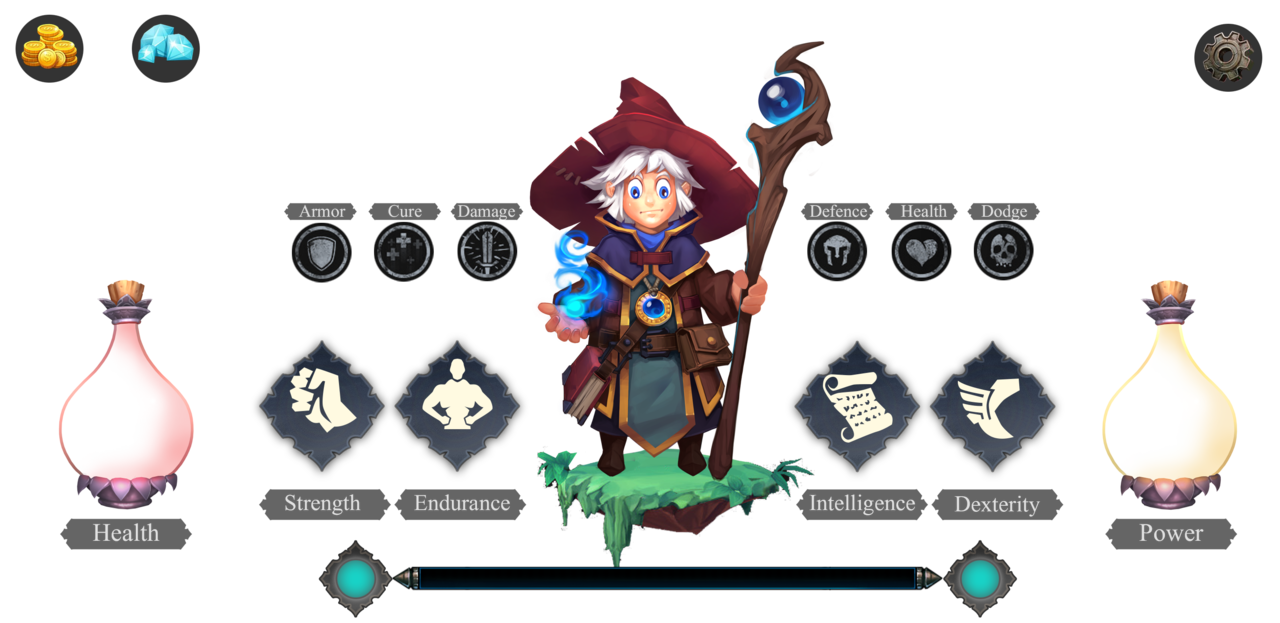 Armor
Cure
Damage
Defence
Health
Dodge
Strength
Endurance
Intelligence
Dexterity
Health
Power